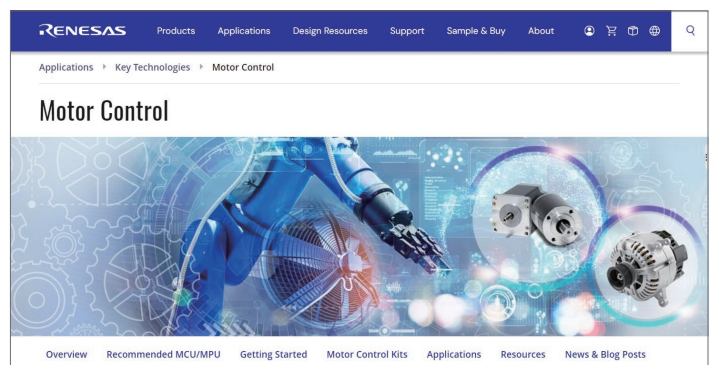 RENESAS Products Applications Design Resources Support Sample & Buy About
Applications Key Technologies Motor Control
Motor Control
Overview Recommended MCU/MPU Getting Started Motor Control Kits Applications Resources News & Blog Posts